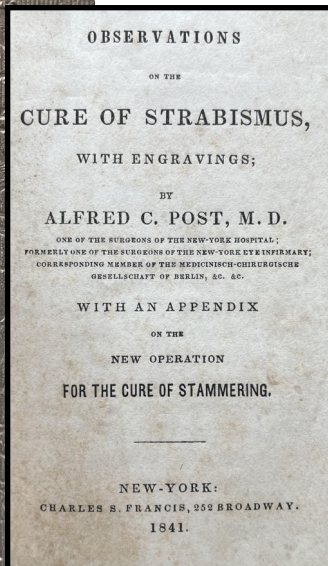 OBSERVATIONS
ON THE
CURE OF STRABISMUS,
WITH ENGRAVINGS;
BY
ALFRED C. POST, M. D.
ONE OF THE SURGEONS OF THE NEW-YORK HOSPITAL;
FORMERLY ONE OF THE SURGEONS OF THE NEW-YORK EYE INFIRMARY;
CORRESPONDING MEMBER OF THE MEDICINISCH-CHIRURGISCHE
GESELLSCHAFT OF BERLIN, &C. &C.
WITH AN APPENDIX
ON THE
NEW OPERATION
FOR THE CURE OF STAMMERING.
NEW-YORK:
CHARLES S. FRANCIS, 252 BROADWAY.
1841.